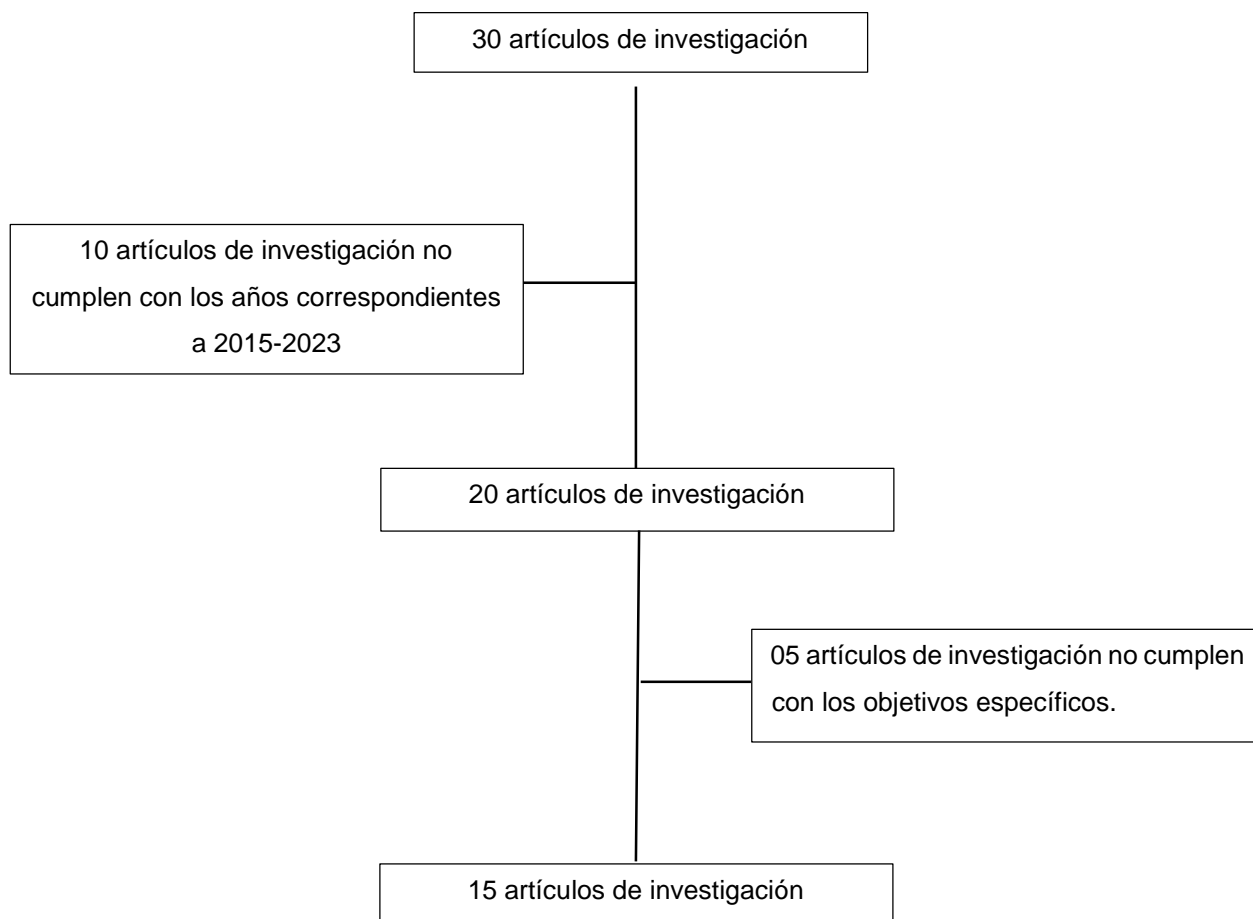 30 artículos de investigación
10 artículos de investigación no
cumplen con los años correspondientes
a 2015-2023
20 artículos de investigación
05 artículos de investigación no cumplen
con los objetivos específicos.
15 artículos de investigación